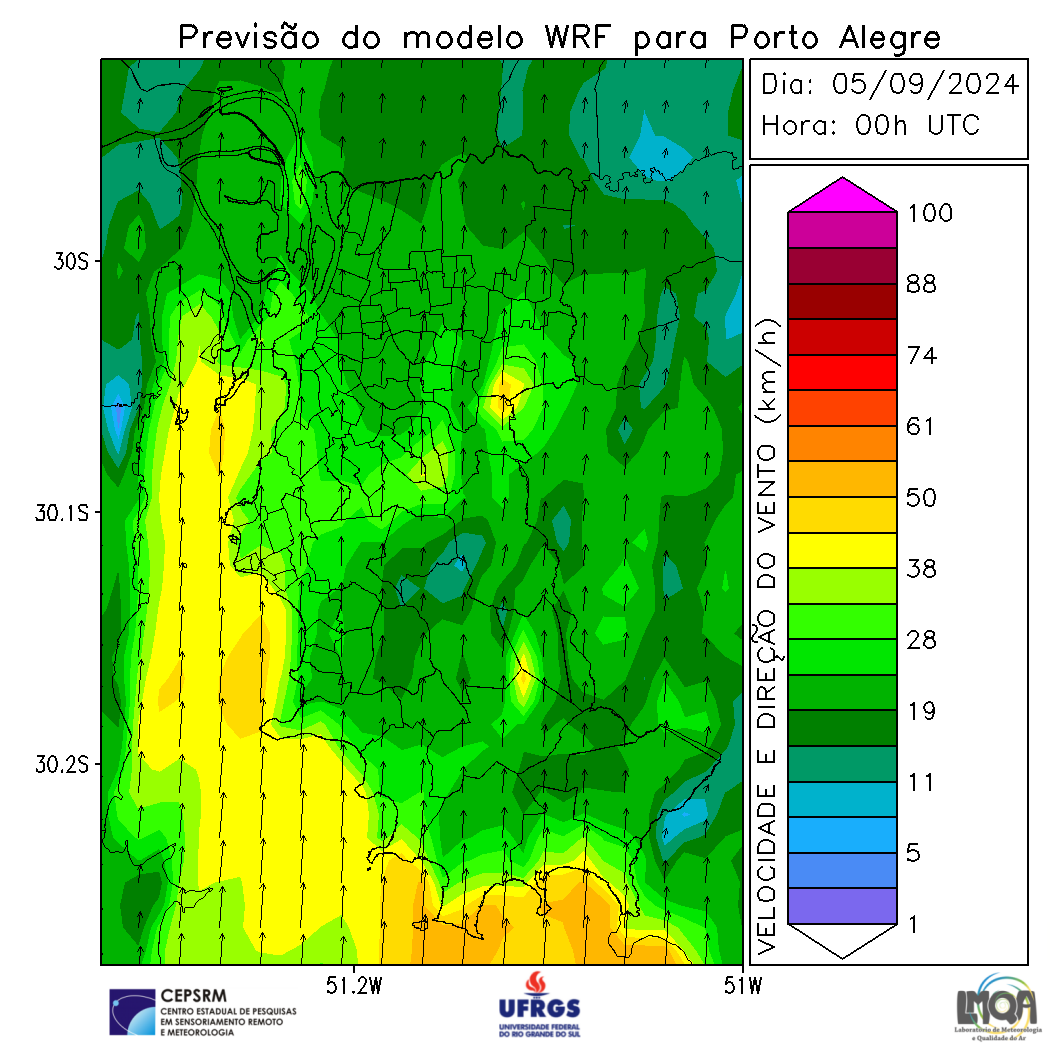 Previsão do modelo WRF para Porto Alegre
Dia: 05/09/2024
Hora: 00h UTC
30S
30.1S
30.2S
51.2W
51W
VELOCIDADE E DIREÇÃO DO VENTO (km/h)
100
88
74
61
50
38
28
19
11
5
1
CEPSRM
CENTRO ESTADUAL DE PESQUISAS
EM SENSORIAMENTO REMOTO
E METEOROLOGIA
UFRGS
UNIVERSIDADE FEDERAL
DO RIO GRANDE DO SUL
LMQA
Laboratório de Meteorologia
e Qualidade do Ar